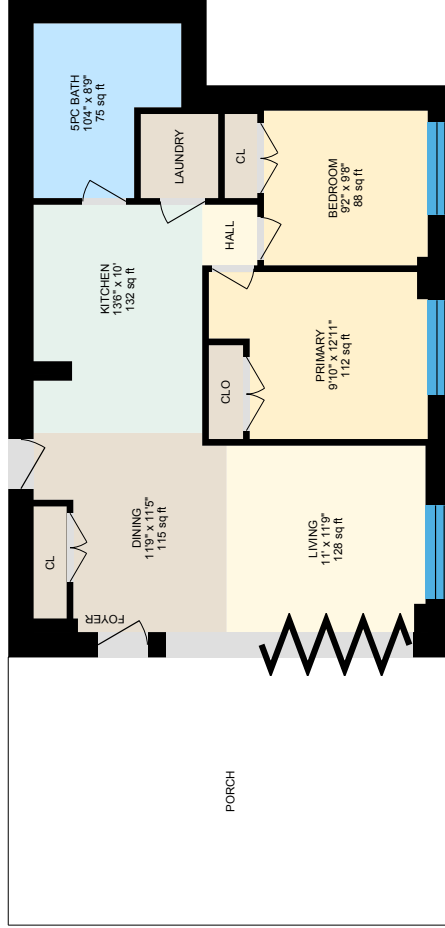 5PC BATH
10'4" x 8'9"
75 sq ft
LAUNDRY
CL
BEDROOM
9'2" x 9'8"
88 sq ft
HALL
KITCHEN
13'6" x 10'
132 sq ft
CLO
PRIMARY
9'10" x 12'11"
112 sq ft
CL
DINING
11'9" x 11'5"
115 sq ft
LIVING
11' x 11'9"
128 sq ft
FOYER
PORCH